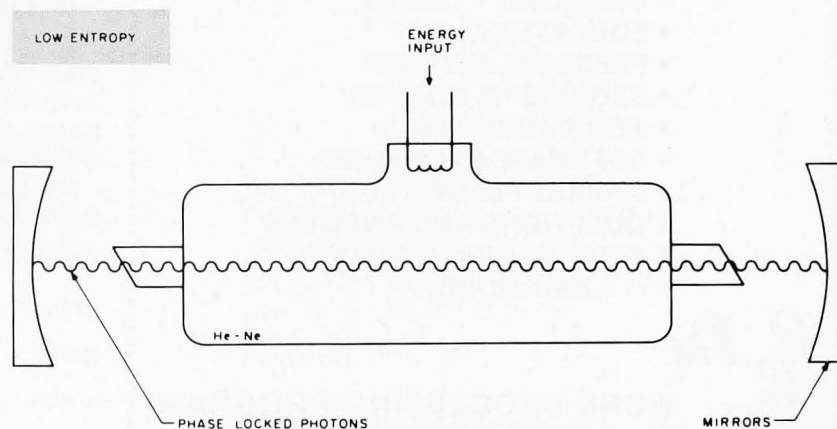 LOW ENTROPY
ENERGY
INPUT
He-Ne
PHASE LOCKED PHOTONS
MIRRORS